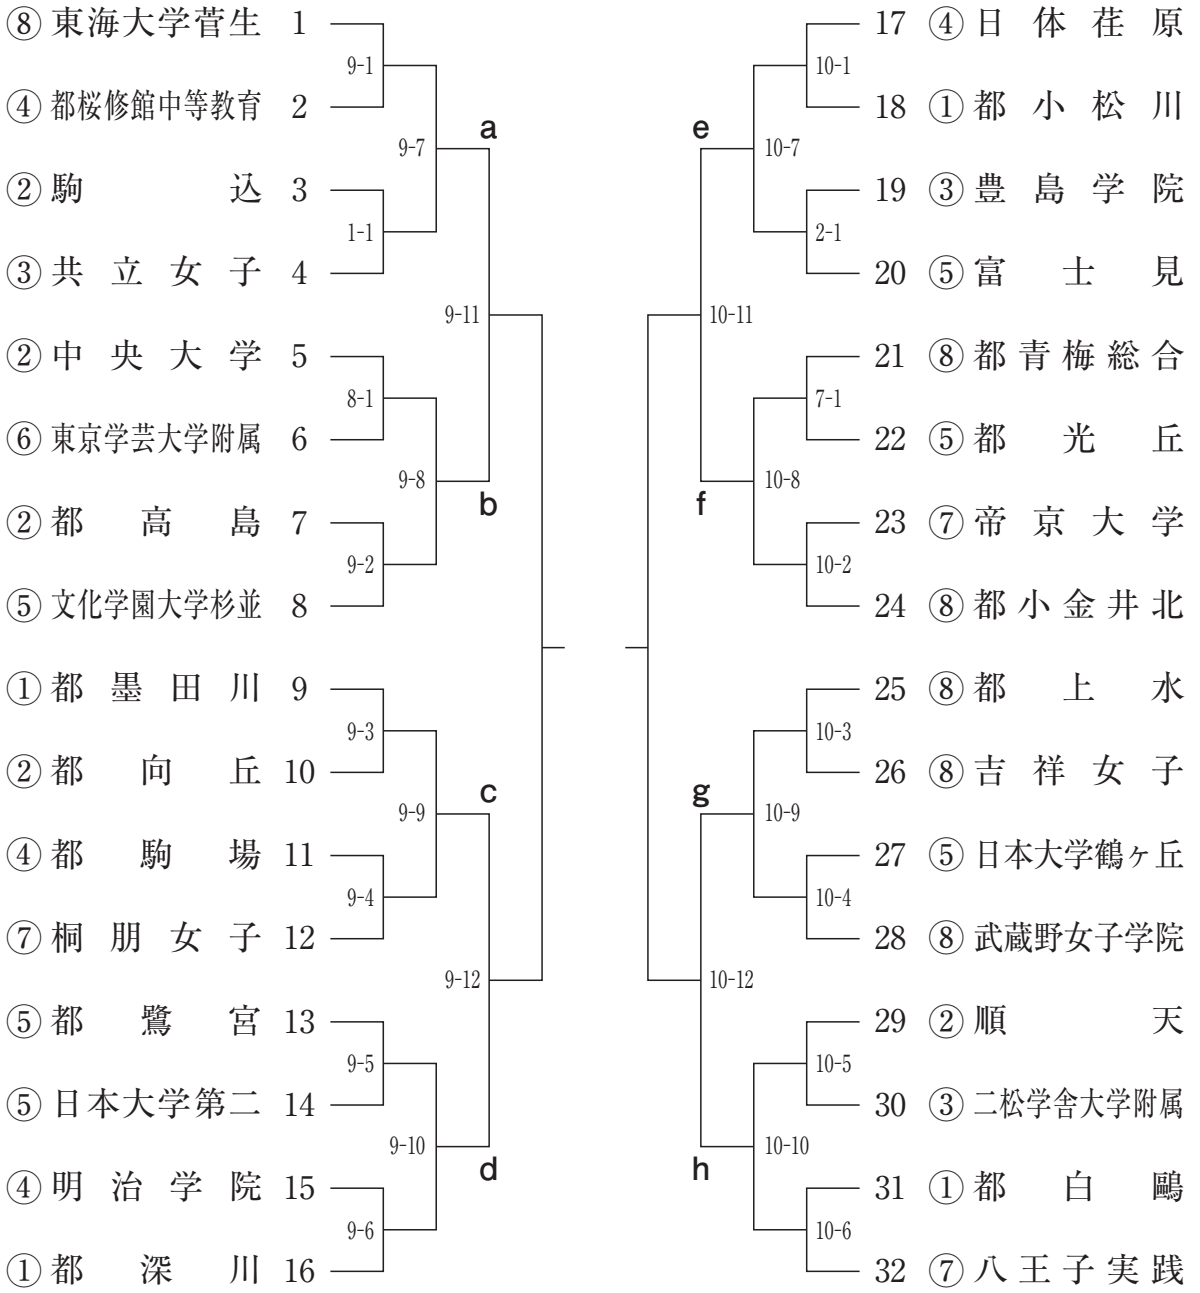 ⑧ 東海大学菅生 1
④ 都桜修館中等教育 2
② 駒込 3
③ 共立女子 4
② 中央大学 5
⑥ 東京学芸大学附属 6
② 都高島 7
⑤ 文化学園大学杉並 8
① 都墨田川 9
② 都向丘 10
④ 都駒場 11
⑦ 桐朋女子 12
⑤ 都鷺宮 13
⑤ 日本大学第二 14
④ 明治学院 15
① 都深川 16
9-1
1-1
8-1
9-2
9-3
9-4
9-5
9-6
9-7
9-8
9-9
9-10
a
b
c
d
9-11
9-12
e
f
g
h
10-11
10-12
10-7
10-8
10-9
10-10
10-1
2-1
7-1
10-2
10-3
10-4
10-5
10-6
17 ④ 日体荏原
18 ① 都小松川
19 ③ 豊島学院
20 ⑤ 富士見
21 ⑧ 都青梅総合
22 ⑤ 都光丘
23 ⑦ 帝京大学
24 ⑧ 都小金井北
25 ⑧ 都上水
26 ⑧ 吉祥女子
27 ⑤ 日本大学鶴ヶ丘
28 ⑧ 武蔵野女子学院
29 ② 順天
30 ③ 二松学舎大学附属
31 ① 都白鷗
32 ⑦ 八王子実践